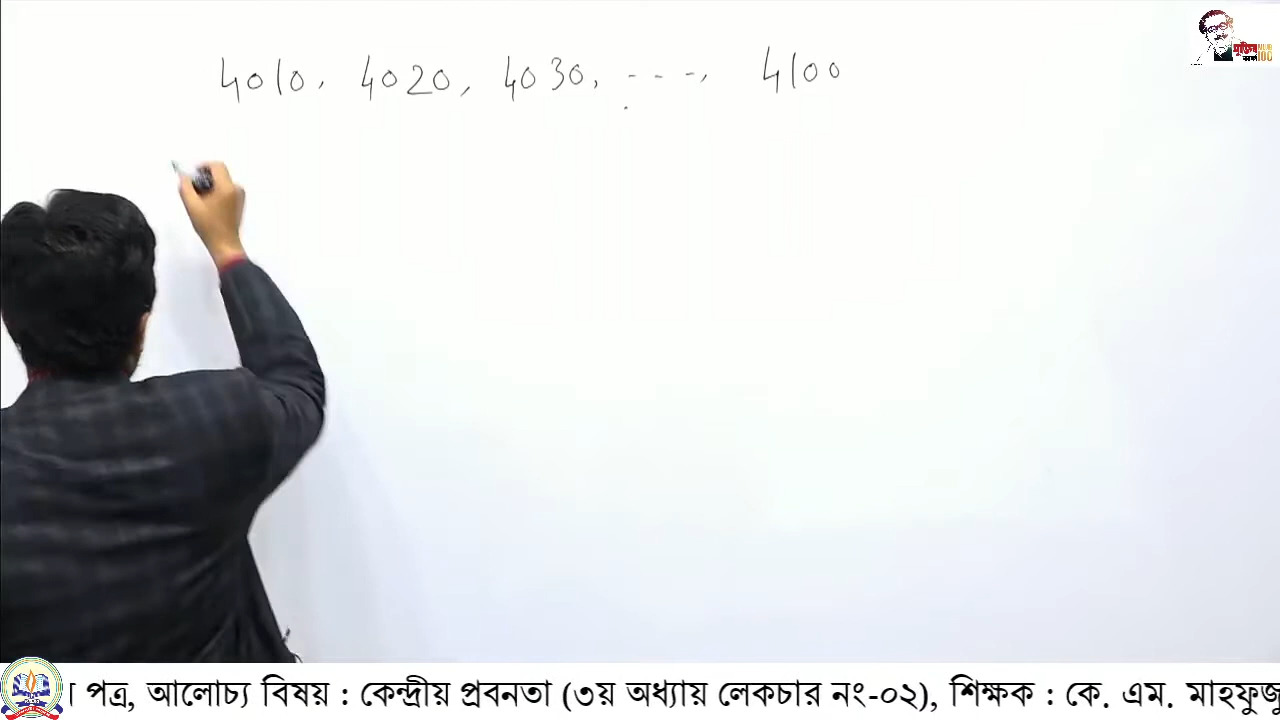 4010, 4020, 4030, ---, 4100
পত্র, আলোচ্য বিষয় : কেন্দ্রীয় প্রবনতা (৩য় অধ্যায় লেকচার নং-০২), শিক্ষক : কে. এম. মাহফুজু